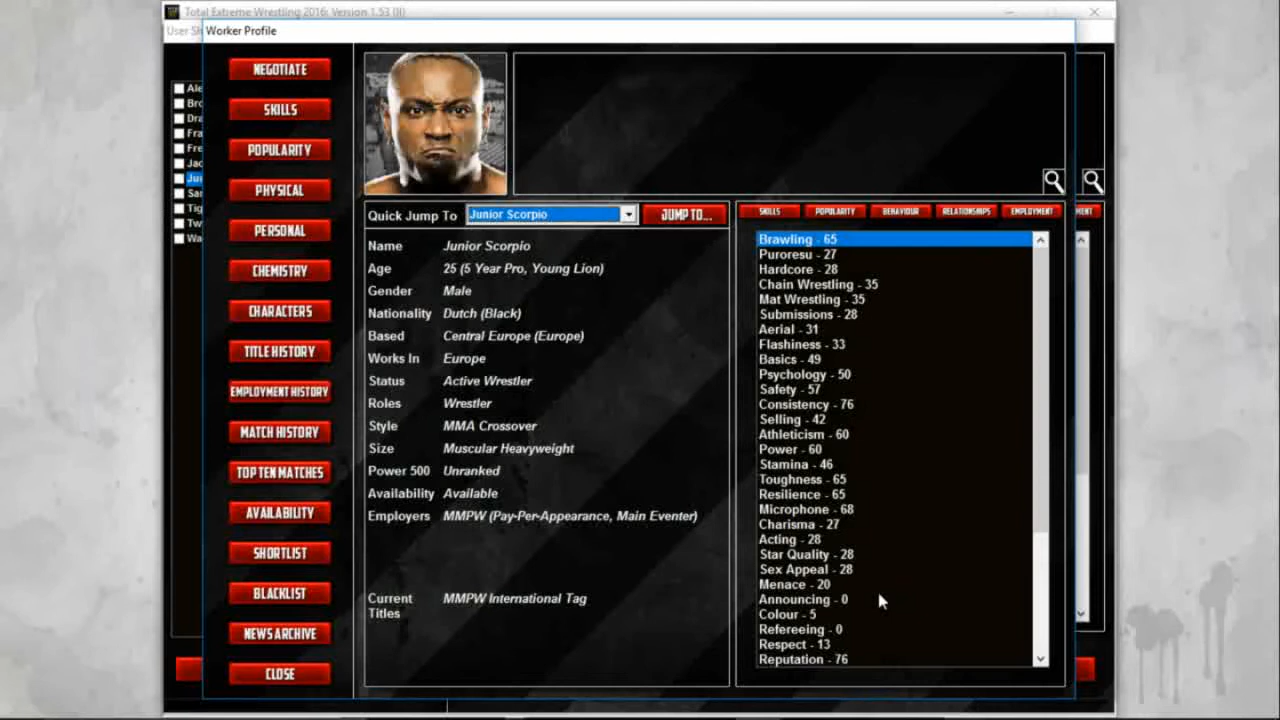 Total Extreme Wrestling 2016: Version 1.53 (II)
Worker Profile
NEGOTIATE
SKILLS
POPULARITY
PHYSICAL
PERSONAL
CHEMISTRY
CHARACTERS
TITLE HISTORY
EMPLOYMENT HISTORY
MATCH HISTORY
TOP TEN MATCHES
AVAILABILITY
SHORTLIST
BLACKLIST
NEWS ARCHIVE
CLOSE
Quick Jump To Junior Scorpio JUMP TO...
Name Junior Scorpio
Age 25 (5 Year Pro, Young Lion)
Gender Male
Nationality Dutch (Black)
Based Central Europe (Europe)
Works In Europe
Status Active Wrestler
Roles Wrestler
Style MMA Crossover
Size Muscular Heavyweight
Power 500 Unranked
Availability Available
Employers MMPW (Pay-Per-Appearance, Main Eventer)
Current Titles MMPW International Tag
SKILLS POPULARITY BEHAVIOUR RELATIONSHIPS EMPLOYMENT
Brawling - 65
Puroresu - 27
Hardcore - 28
Chain Wrestling - 35
Mat Wrestling - 35
Submissions - 28
Aerial - 31
Flashiness - 33
Basics - 49
Psychology - 50
Safety - 57
Consistency - 76
Selling - 42
Athleticism - 60
Power - 60
Stamina - 46
Toughness - 65
Resilience - 65
Microphone - 68
Charisma - 27
Acting - 28
Star Quality - 28
Sex Appeal - 28
Menace - 20
Announcing - 0
Colour - 5
Refereeing - 0
Respect - 13
Reputation - 76